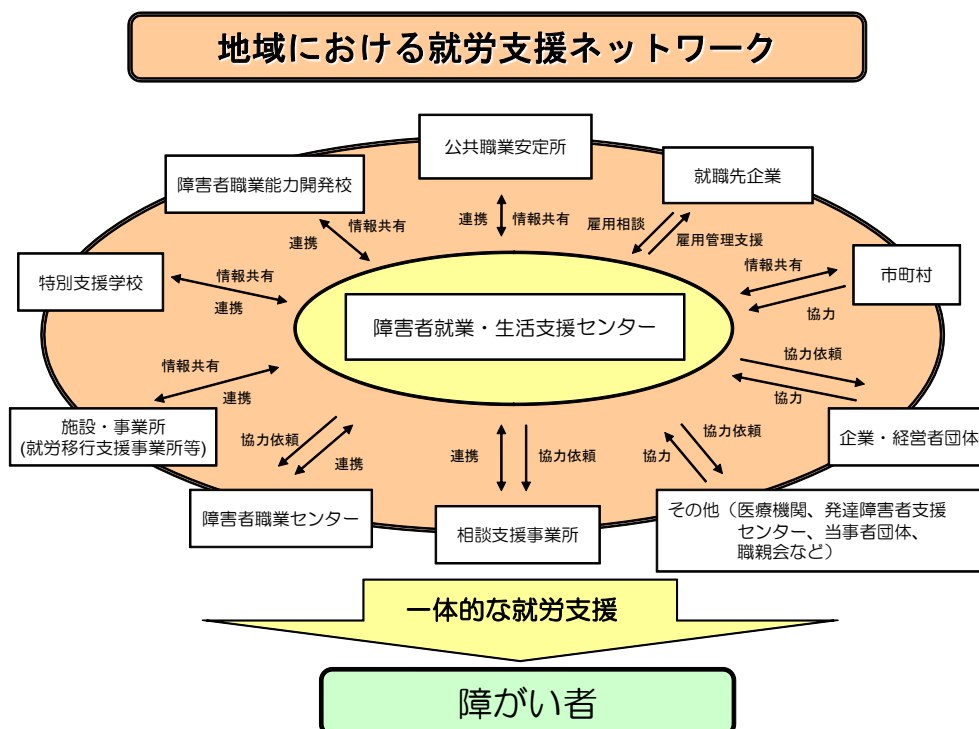 地域における就労支援ネットワーク
公共職業安定所
障害者職業能力開発校
就職先企業
情報共有
連携
連携
情報共有
雇用相談
雇用管理支援
特別支援学校
情報共有
連携
情報共有
市町村
協力
障害者就業・生活支援センター
情報共有
連携
協力依頼
協力
施設・事業所
(就労移行支援事業所等)
企業・経営者団体
協力依頼
連携
連携
協力依頼
協力依頼
協力
障害者職業センター
相談支援事業所
その他（医療機関、発達障害者支援
センター、当事者団体、
職親会など）
一体的な就労支援
障がい者